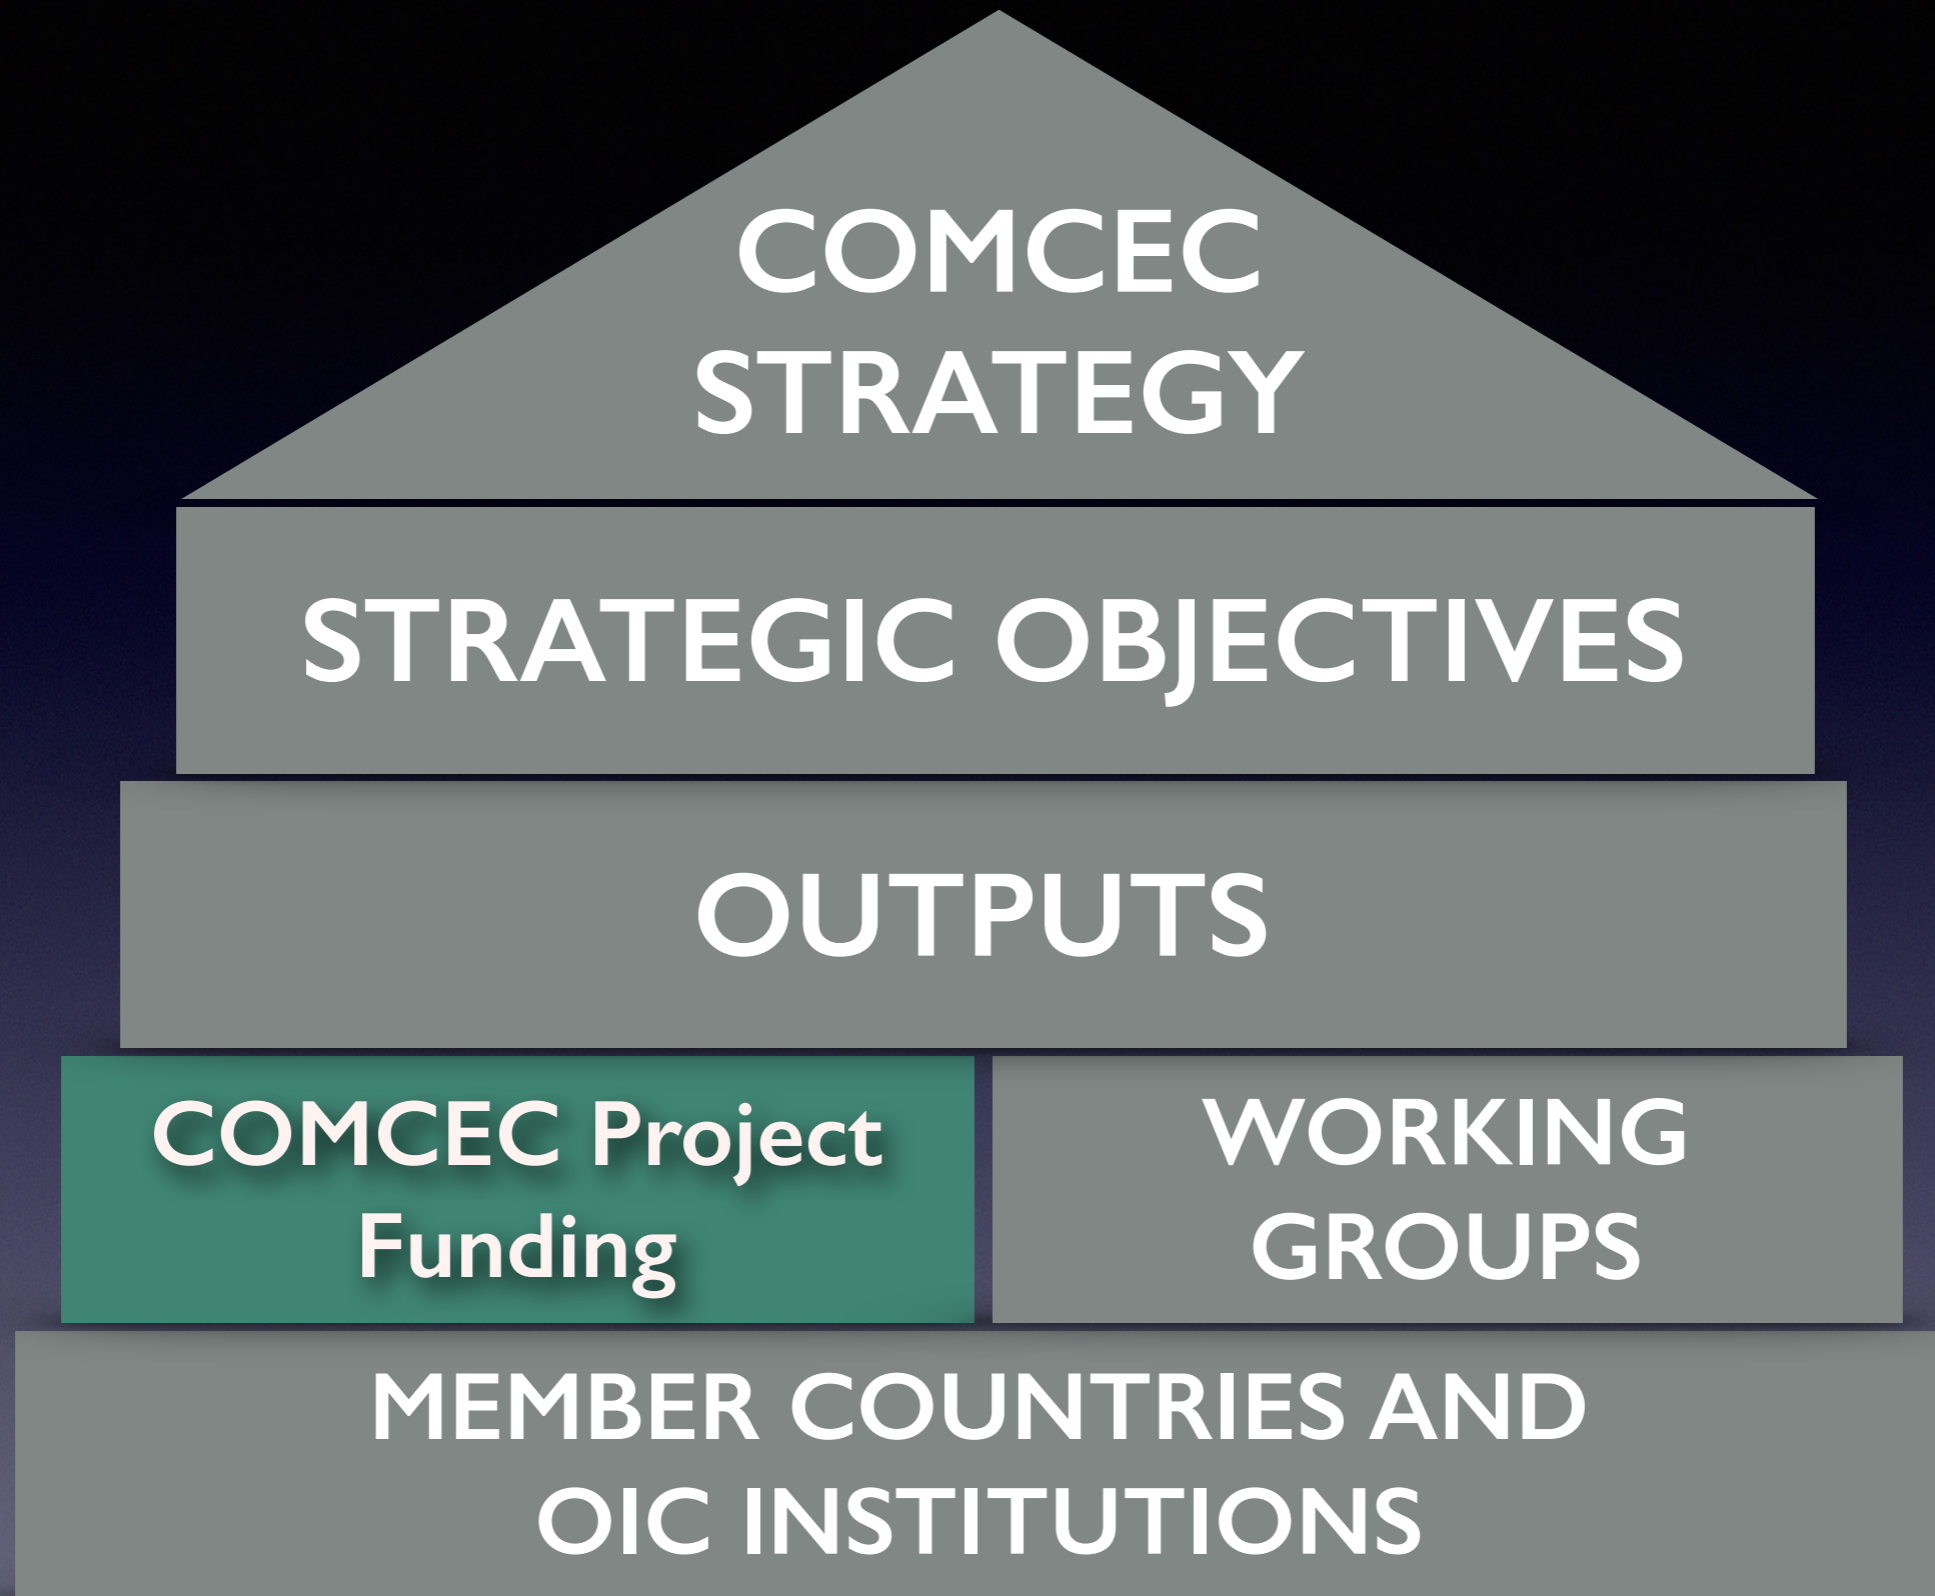 COMCEC
STRATEGY
STRATEGIC OBJECTIVES
OUTPUTS
COMCEC Project
Funding
WORKING
GROUPS
MEMBER COUNTRIES AND
OIC INSTITUTIONS